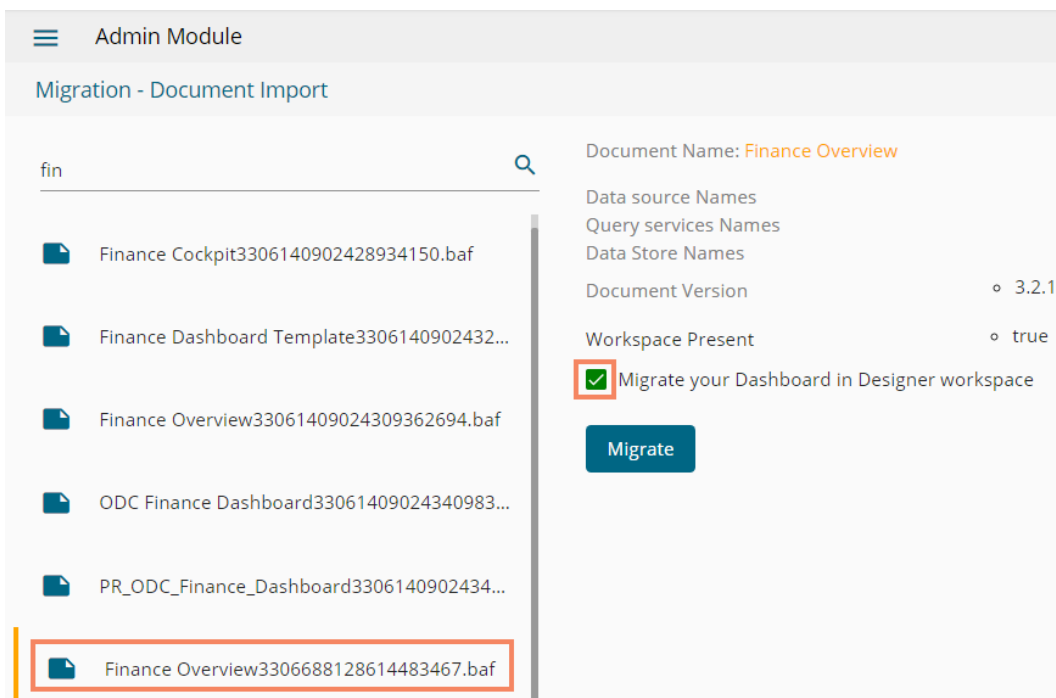 Admin Module
Migration - Document Import
fin
Finance Cockpit3306140902428934150.baf
Finance Dashboard Template3306140902432...
Finance Overview33061409024309362694.baf
ODC Finance Dashboard33061409024340983...
PR_ODC_Finance_Dashboard3306140902434...
Finance Overview3306688128614483467.baf
Document Name: Finance Overview
Data source Names
Query services Names
Data Store Names
Document Version
3.2.1
Workspace Present
true
Migrate your Dashboard in Designer workspace
Migrate